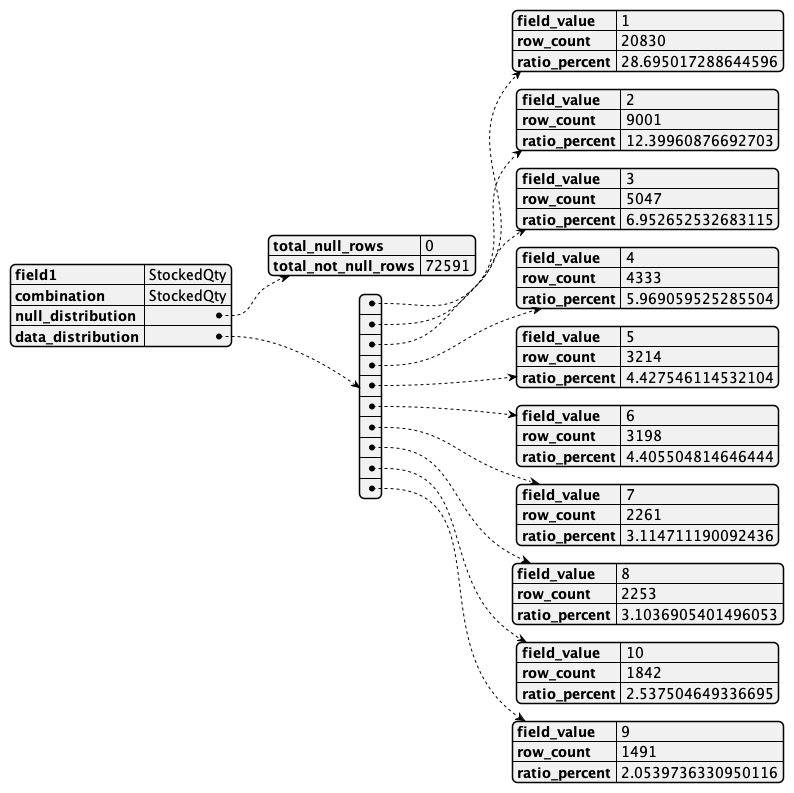 field1 StockedQty
combination StockedQty
null_distribution
data_distribution
total_null_rows 0
total_not_null_rows 72591
field_value 1
row_count 20830
ratio_percent 28.695017288644596
field_value 2
row_count 9001
ratio_percent 12.39960876692703
field_value 3
row_count 5047
ratio_percent 6.952652532683115
field_value 4
row_count 4333
ratio_percent 5.969059525285504
field_value 5
row_count 3214
ratio_percent 4.427546114532104
field_value 6
row_count 3198
ratio_percent 4.405504814646444
field_value 7
row_count 2261
ratio_percent 3.114711190092436
field_value 8
row_count 2253
ratio_percent 3.1036905401496053
field_value 10
row_count 1842
ratio_percent 2.537504649336695
field_value 9
row_count 1491
ratio_percent 2.0539736330950116